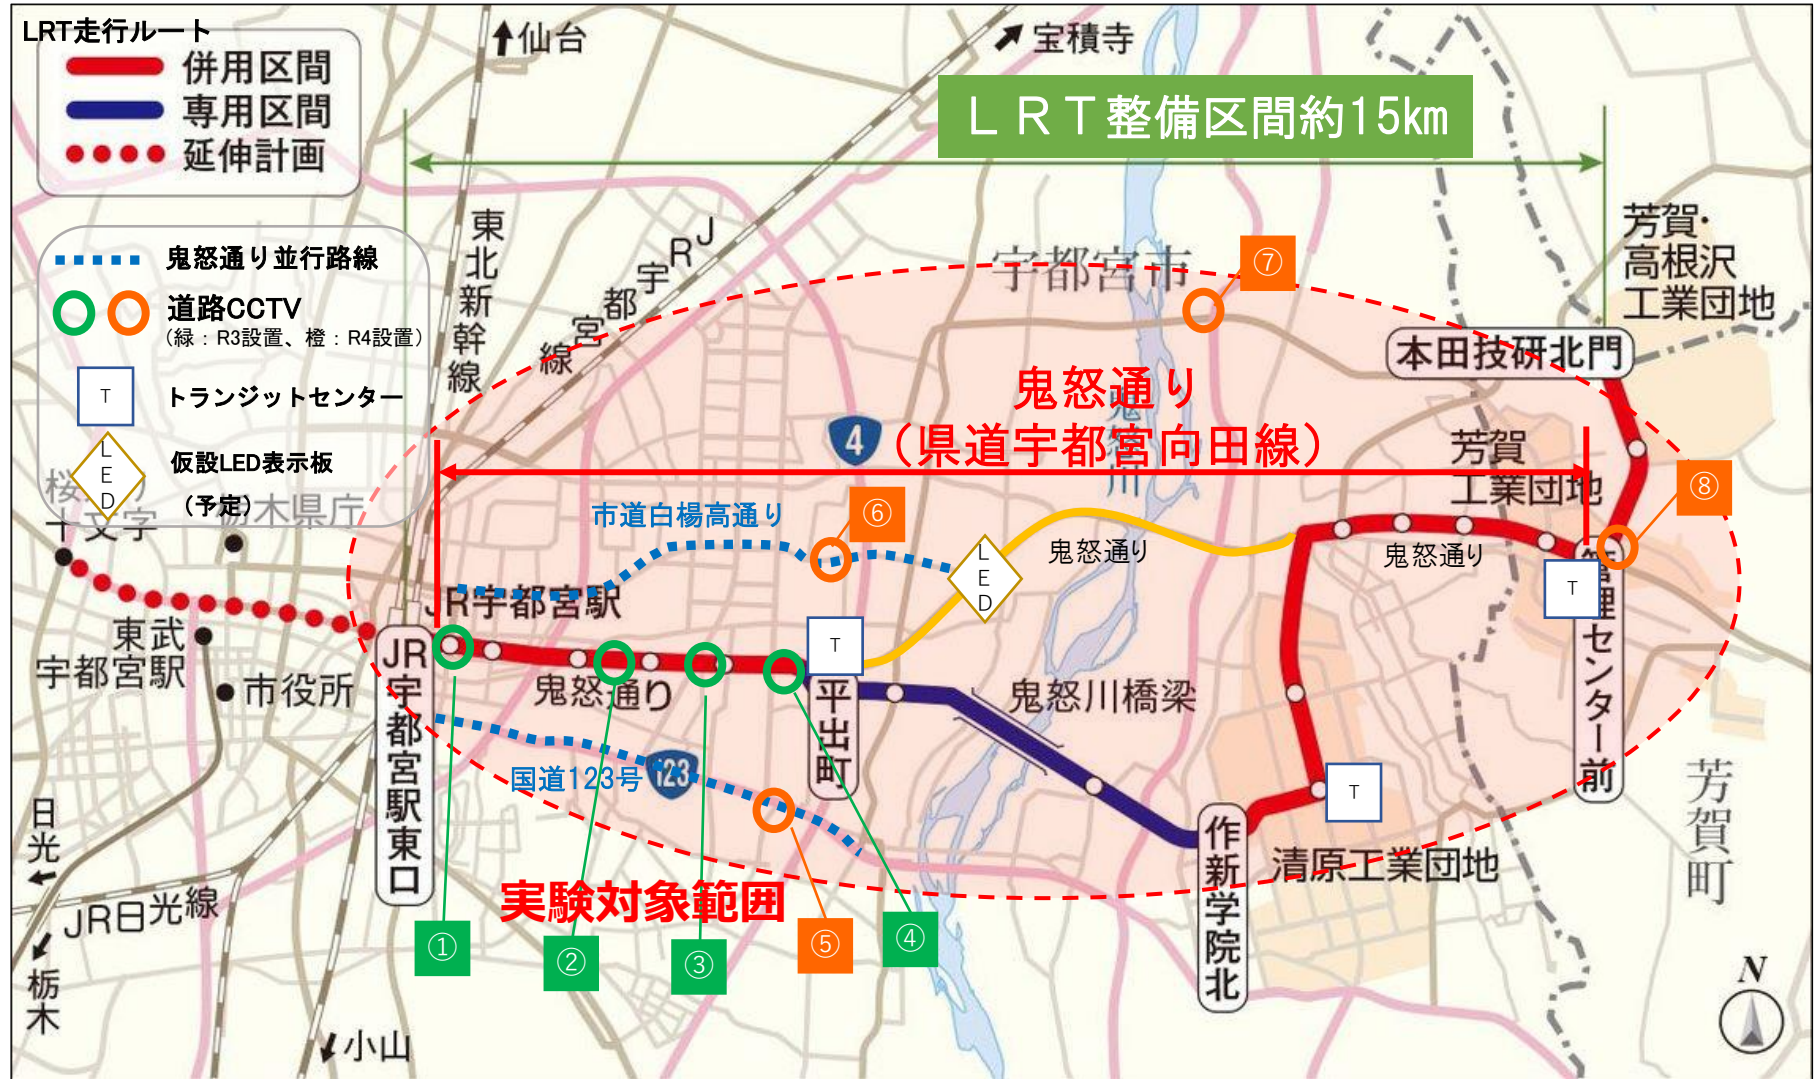 LRT走行ルート
併用区間
専用区間
延伸計画
鬼怒通り並行路線
道路CCTV
(緑：R3設置、橙：R4設置)
T
トランジットセンター
LED
仮設LED表示板
(予定)
仙台
宝積寺
ＬＲＴ整備区間約15km
東北新幹線
JR宇都宮線
宇都宮市
⑦
芳賀・
高根沢
工業団地
本田技研北門
鬼怒通り
（県道宇都宮向田線）
鬼怒川
4
芳賀
工業団地
⑧
⑥
市道白楊高通り
LED
鬼怒通り
鬼怒通り
十文字
栃木県庁
JR宇都宮駅
T
T
管理センター前
東武
宇都宮駅
市役所
JR宇都宮駅東口
鬼怒通り
平出町
鬼怒川橋梁
国道123号
123
T
作新学院北
清原工業団地
芳賀町
日光
JR日光線
栃木
小山
実験対象範囲
①
②
③
⑤
④
N